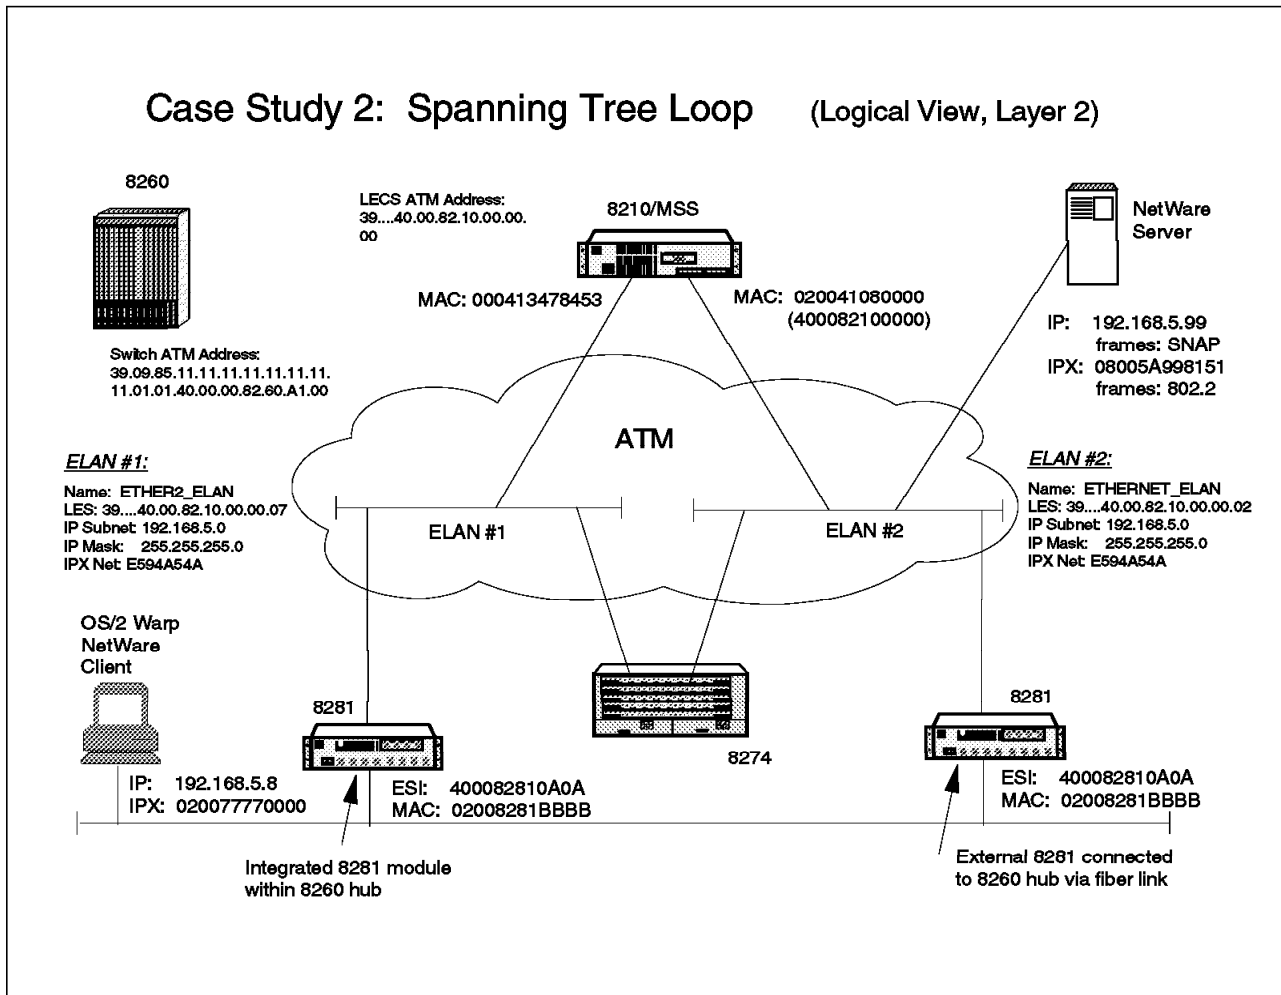 Case Study 2: Spanning Tree Loop (Logical View, Layer 2)
8260
LECS ATM Address:
39....40.00.82.10.00.00.
00
8210/MSS
NetWare
Server
MAC: 000413478453
MAC: 020041080000
(400082100000)
IP: 192.168.5.99
frames: SNAP
IPX: 08005A998151
frames: 802.2
Switch ATM Address:
39.09.85.11.11.11.11.11.11.11.
11.01.01.40.00.00.82.60.A1.00
ATM
ELAN #1:
Name: ETHER2_ELAN
LES: 39....40.00.82.10.00.00.07
IP Subnet: 192.168.5.0
IP Mask: 255.255.255.0
IPX Net: E594A54A
ELAN #1
ELAN #2
ELAN #2:
Name: ETHERNET_ELAN
LES: 39....40.00.82.10.00.00.02
IP Subnet: 192.168.5.0
IP Mask: 255.255.255.0
IPX Net: E594A54A
OS/2 Warp
NetWare
Client
8281
8274
8281
IP: 192.168.5.8
IPX: 020077770000
ESI: 400082810A0A
MAC: 02008281BBBB
ESI: 400082810A0A
MAC: 02008281BBBB
Integrated 8281 module
within 8260 hub
External 8281 connected
to 8260 hub via fiber link